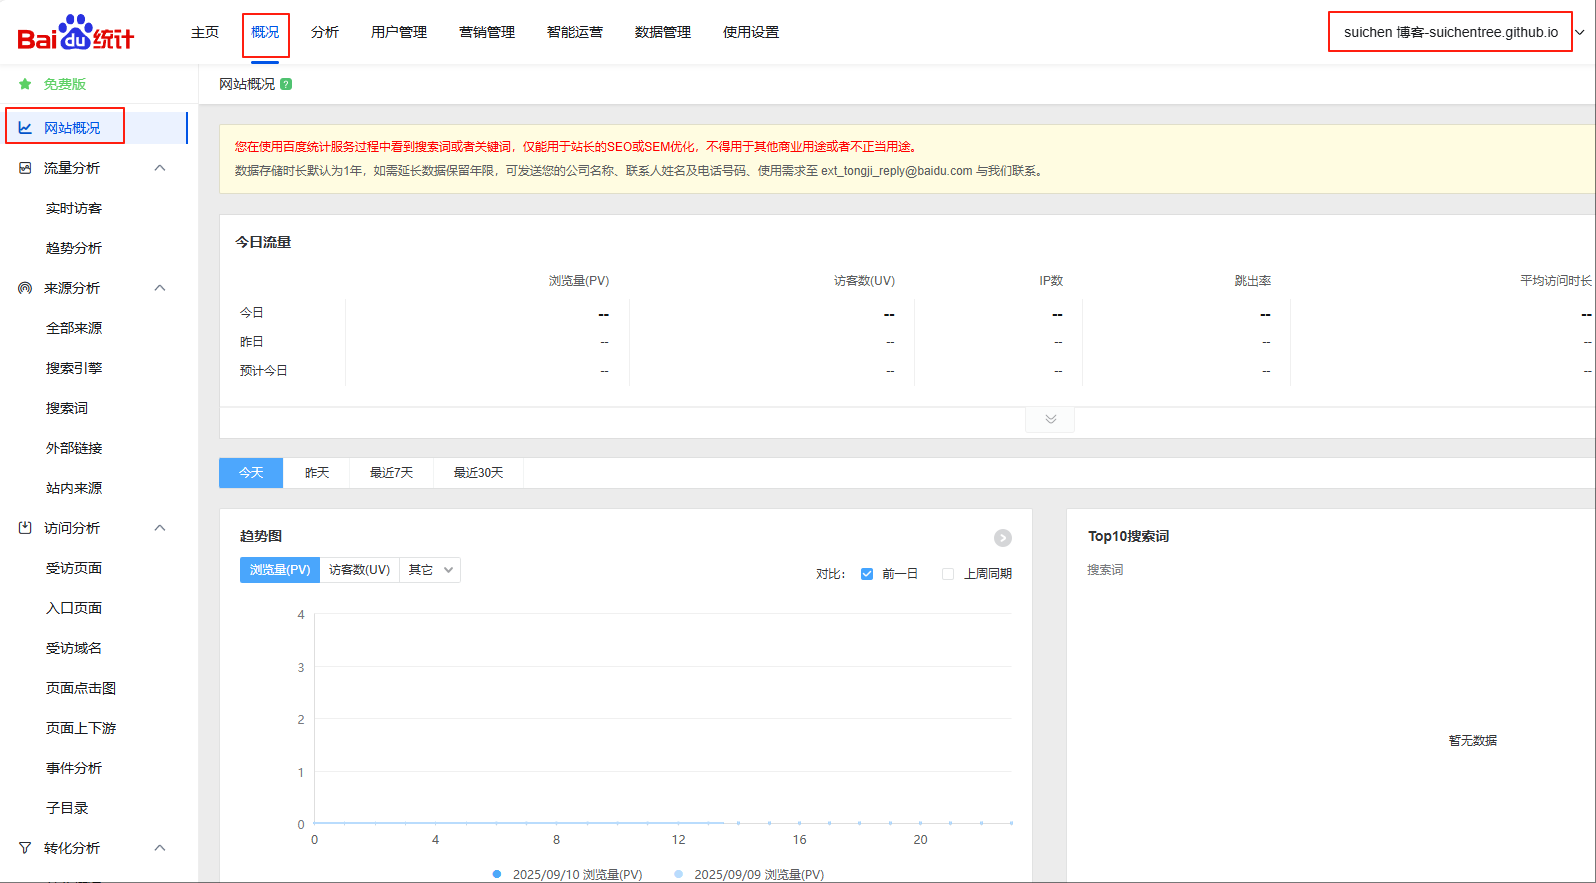 Baidu统计
主页 概况 分析 用户管理 营销管理 智能运营 数据管理 使用设置
suichen 博客-suichentree.github.io
免费版
网站概况
流量分析
实时访客
趋势分析
来源分析
全部来源
搜索引擎
搜索词
外部链接
站内来源
访问分析
受访页面
入口页面
受访域名
页面点击图
页面上下游
事件分析
子目录
转化分析
网站概况 ?
您在使用百度统计服务过程中看到搜索词或者关键词，仅能用于站长的SEO或SEM优化，不得用于其他商业用途或者不正当用途。
数据存储时长默认为1年，如需延长数据保留年限，可发送您的公司名称、联系人姓名及电话号码、使用需求至 ext_tongji_reply@baidu.com 与我们联系。
今日流量
浏览量(PV) 访客数(UV) IP数 跳出率 平均访问时长
今日 -- -- -- -- --
昨日 -- -- -- -- --
预计今日 -- -- -- -- --
今天 昨天 最近7天 最近30天
趋势图
浏览量(PV) 访客数(UV) 其它
对比： 前一日 上周同期
4
3
2
1
0
0 4 8 12 16 20
2025/09/10 浏览量(PV) 2025/09/09 浏览量(PV)
Top10搜索词
搜索词
暂无数据